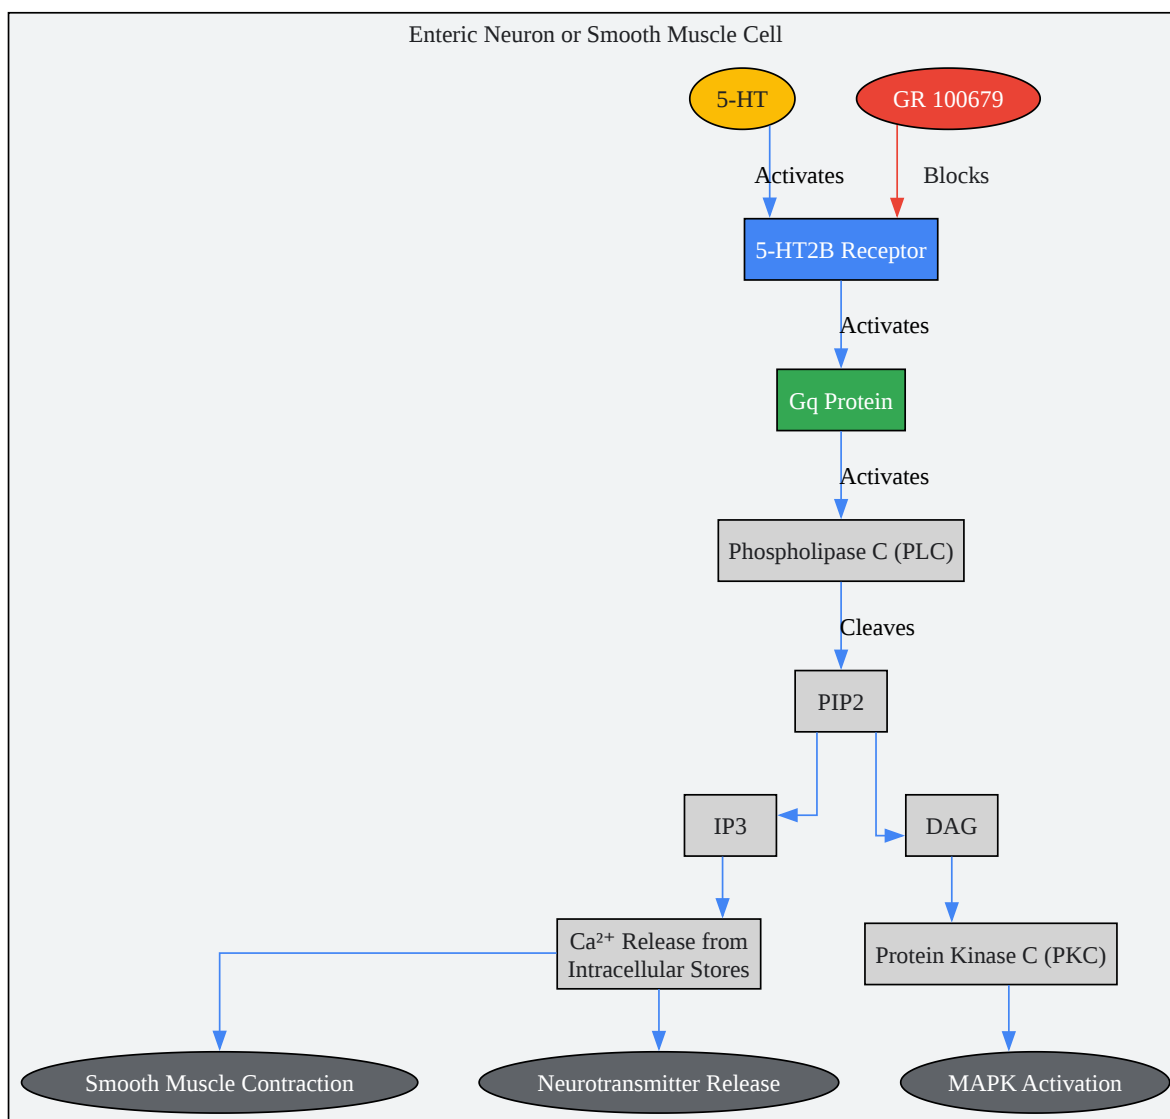 Enteric Neuron or Smooth Muscle Cell
5-HT
GR 100679
Activates
Blocks
5-HT2B Receptor
Activates
Gq Protein
Activates
Phospholipase C (PLC)
Cleaves
PIP2
IP3
DAG
Ca²⁺ Release from
Intracellular Stores
Protein Kinase C (PKC)
Smooth Muscle Contraction
Neurotransmitter Release
MAPK Activation